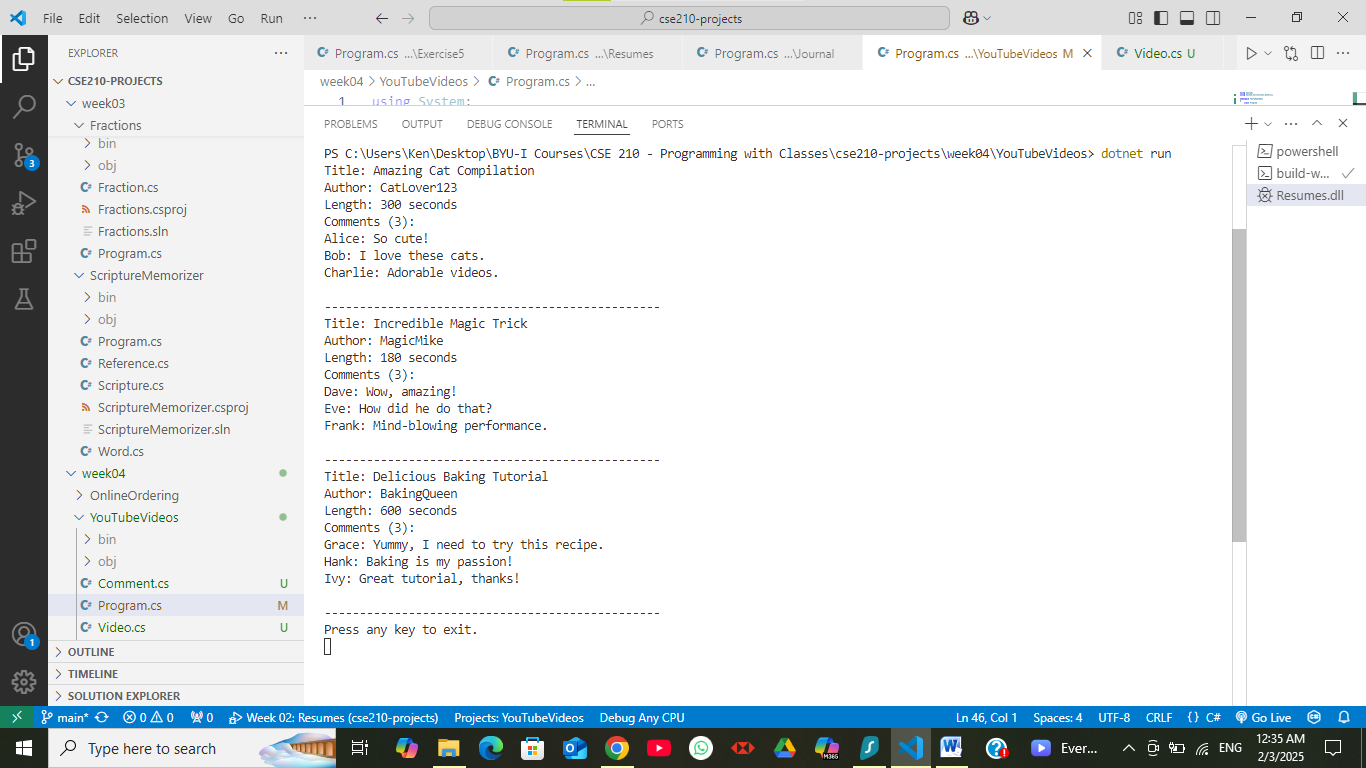 File Edit Selection View Go Run ···
cse210-projects
EXPLORER ···
Program.cs ...\Exercise5
Program.cs ...\Resumes
Program.cs ...\Journal
Program.cs ...\YouTubeVideos M
Video.cs U
CSE210-PROJECTS
week03
Fractions
bin
obj
Fraction.cs
Fractions.csproj
Fractions.sln
Program.cs
ScriptureMemorizer
bin
obj
Program.cs
Reference.cs
Scripture.cs
ScriptureMemorizer.csproj
ScriptureMemorizer.sln
Word.cs
week04
OnlineOrdering
YouTubeVideos
bin
obj
Comment.cs U
Program.cs M
Video.cs U
OUTLINE
TIMELINE
SOLUTION EXPLORER
3
1
week04 > YouTubeVideos > Program.cs > ...
1 using System;
PROBLEMS OUTPUT DEBUG CONSOLE TERMINAL PORTS
PS C:\Users\Ken\Desktop\BYU-I Courses\CSE 210 - Programming with Classes\cse210-projects\week04\YouTubeVideos> dotnet run
Title: Amazing Cat Compilation
Author: CatLover123
Length: 300 seconds
Comments (3):
Alice: So cute!
Bob: I love these cats.
Charlie: Adorable videos.
------------------------------------------------
Title: Incredible Magic Trick
Author: MagicMike
Length: 180 seconds
Comments (3):
Dave: Wow, amazing!
Eve: How did he do that?
Frank: Mind-blowing performance.
------------------------------------------------
Title: Delicious Baking Tutorial
Author: BakingQueen
Length: 600 seconds
Comments (3):
Grace: Yummy, I need to try this recipe.
Hank: Baking is my passion!
Ivy: Great tutorial, thanks!
------------------------------------------------
Press any key to exit.
powershell
build-w...
Resumes.dll
main* 0 0 0 Week 02: Resumes (cse210-projects) Projects: YouTubeVideos Debug Any CPU
Ln 46, Col 1 Spaces: 4 UTF-8 CRLF {} C# Go Live
Type here to search
M365
Ever...
ENG
12:35 AM
2/3/2025